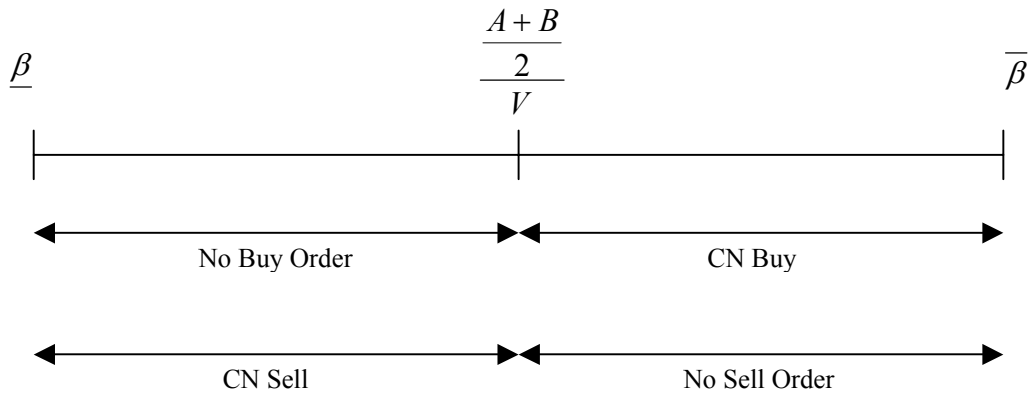 A + B
β 2 β
V
No Buy Order CN Buy
CN Sell No Sell Order